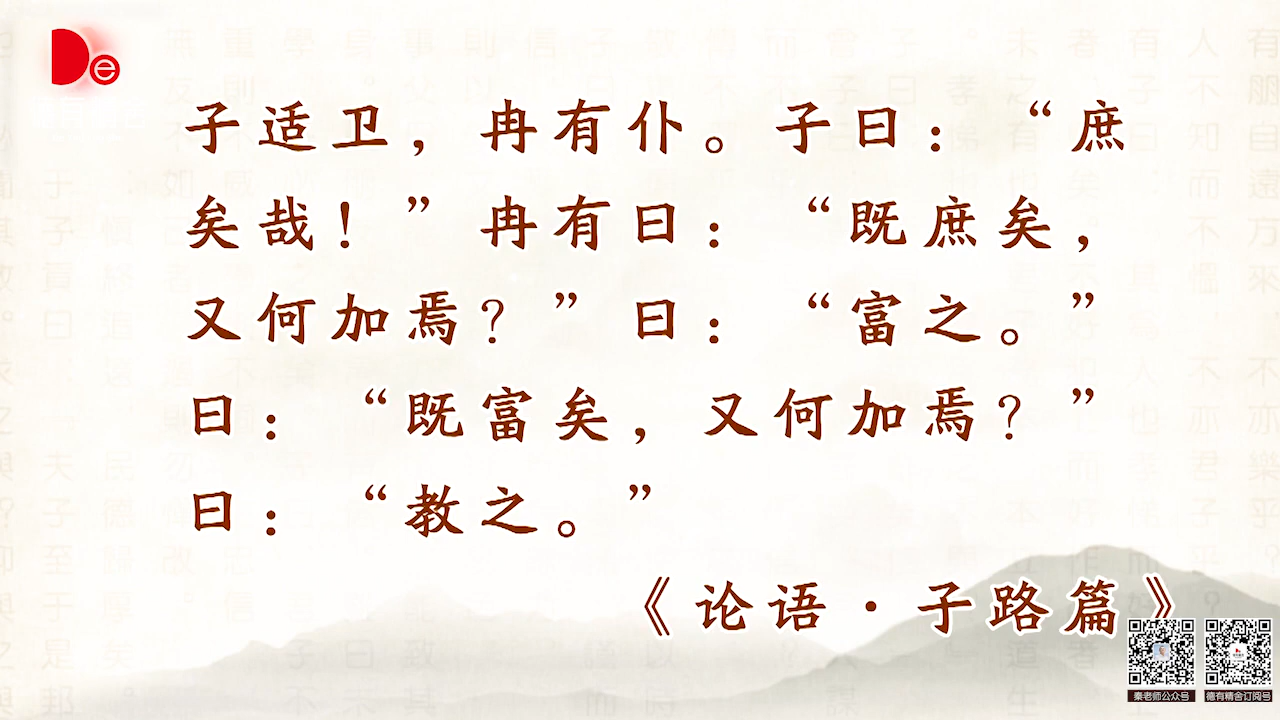 De
子适卫，冉有仆。子曰：“庶
矣哉！”冉有曰：“既庶矣，
又何加焉？”曰：“富之。”
曰：“既富矣，又何加焉？”
曰：“教之。”
《论语·子路篇》
秦老师公众号
德有精舍订阅号